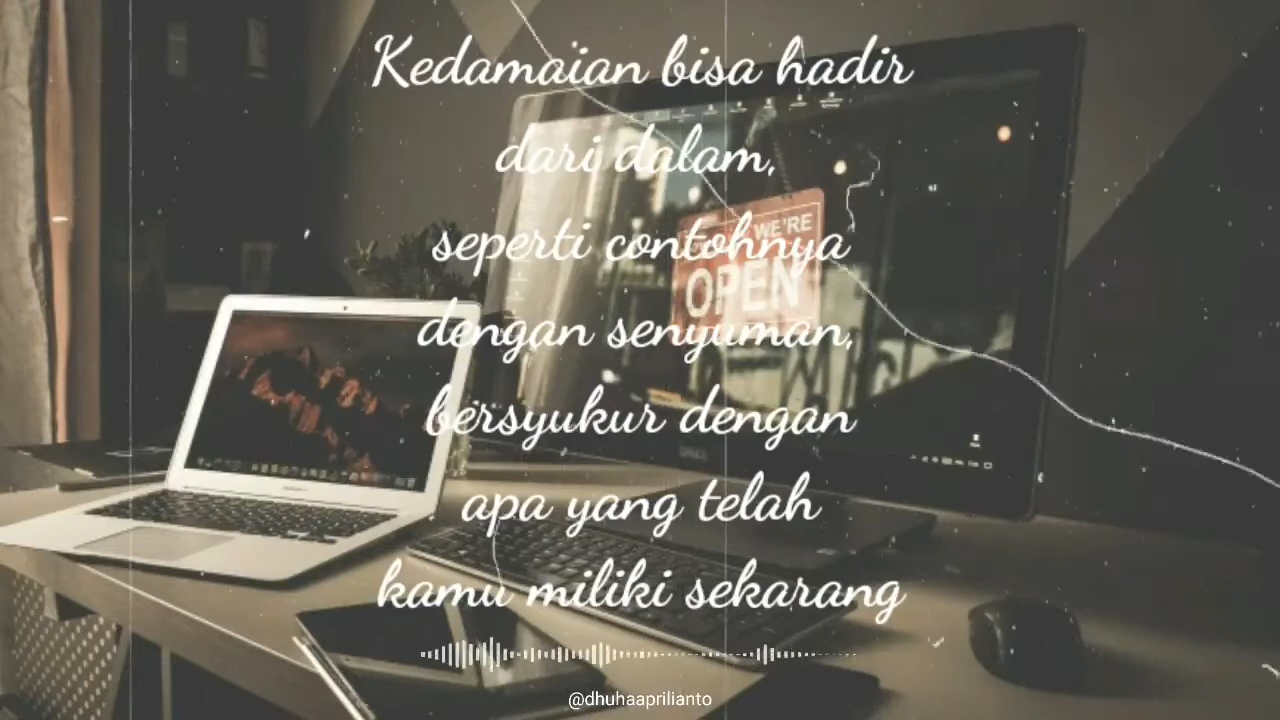 Kedamaian bisa hadir
dari dalam,
seperti contohnya
WE'RE
OPEN
dengan senyuman,
bersyukur dengan
apa yang telah
kamu miliki sekarang
@dhuhaaprilianto